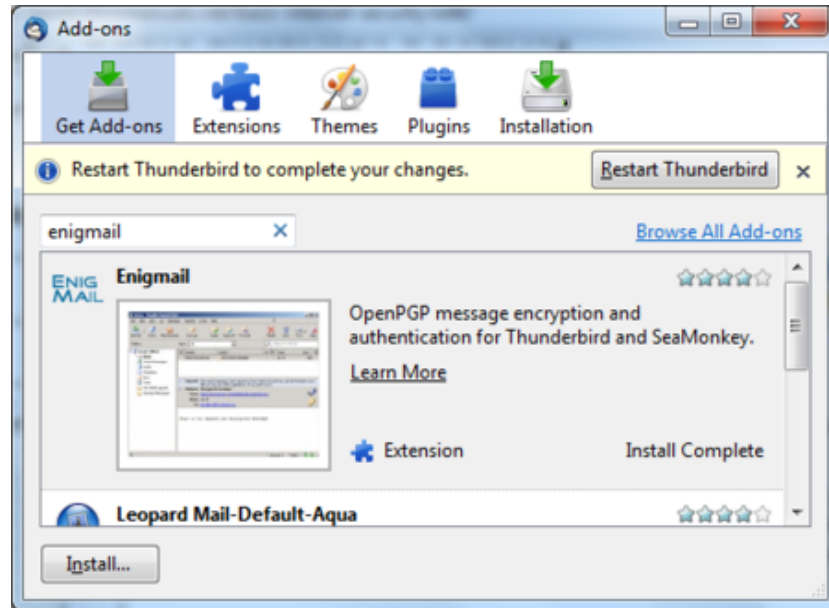 Add-ons
Get Add-ons
Extensions
Themes
Plugins
Installation
Restart Thunderbird to complete your changes.
Restart Thunderbird
enigmail
Browse All Add-ons
ENIG
MAIL
Enigmail
OpenPGP message encryption and
authentication for Thunderbird and SeaMonkey.
Learn More
Extension
Install Complete
Leopard Mail-Default-Aqua
Install...